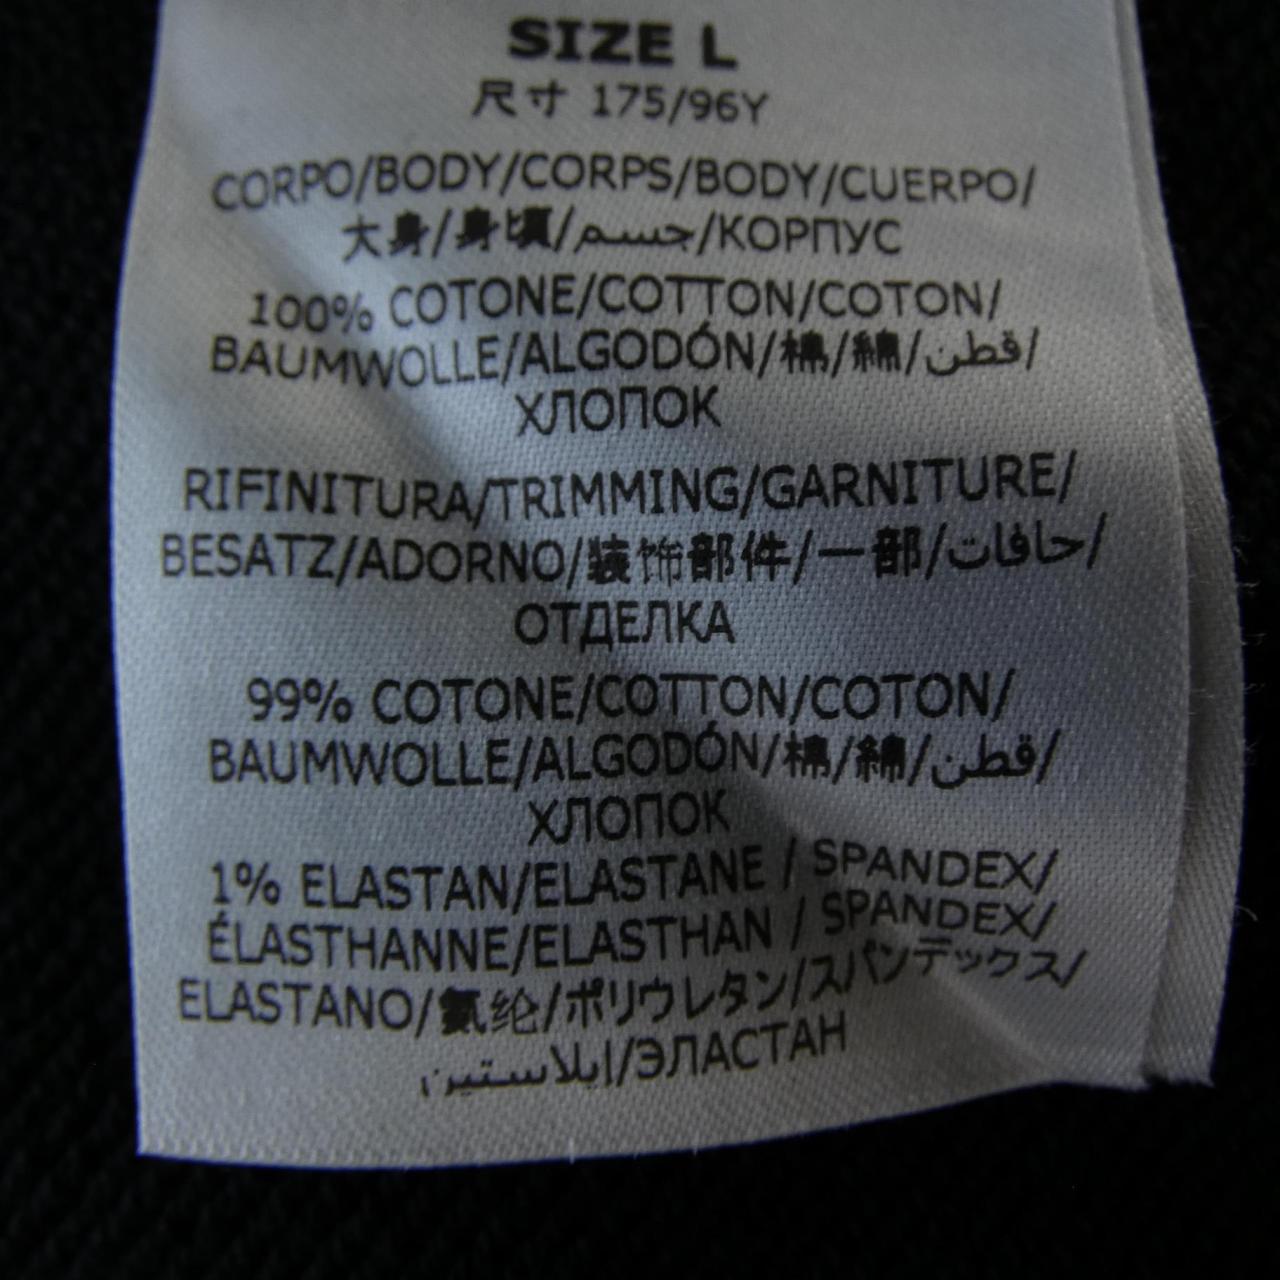 SIZE L
尺寸 175/96Y
CORPO/BODY/CORPS/BODY/CUERPO/
大身/身頃/جسم/КОРПУС
100% COTONE/COTTON/COTON/
BAUMWOLLE/ALGODÓN/棉/綿/قطن/
ХЛОПОК
RIFINITURA/TRIMMING/GARNITURE/
BESATZ/ADORNO/装饰部件/一部/حافات/
ОТДЕЛКА
99% COTONE/COTTON/COTON/
BAUMWOLLE/ALGODÓN/棉/綿/قطن/
ХЛОПОК
1% ELASTAN/ELASTANE / SPANDEX/
ÉLASTHANNE/ELASTHAN / SPANDEX/
ELASTANO/氨纶/ポリウレタン/スパンデックス/
ايلاستين/ЭЛАСТАН